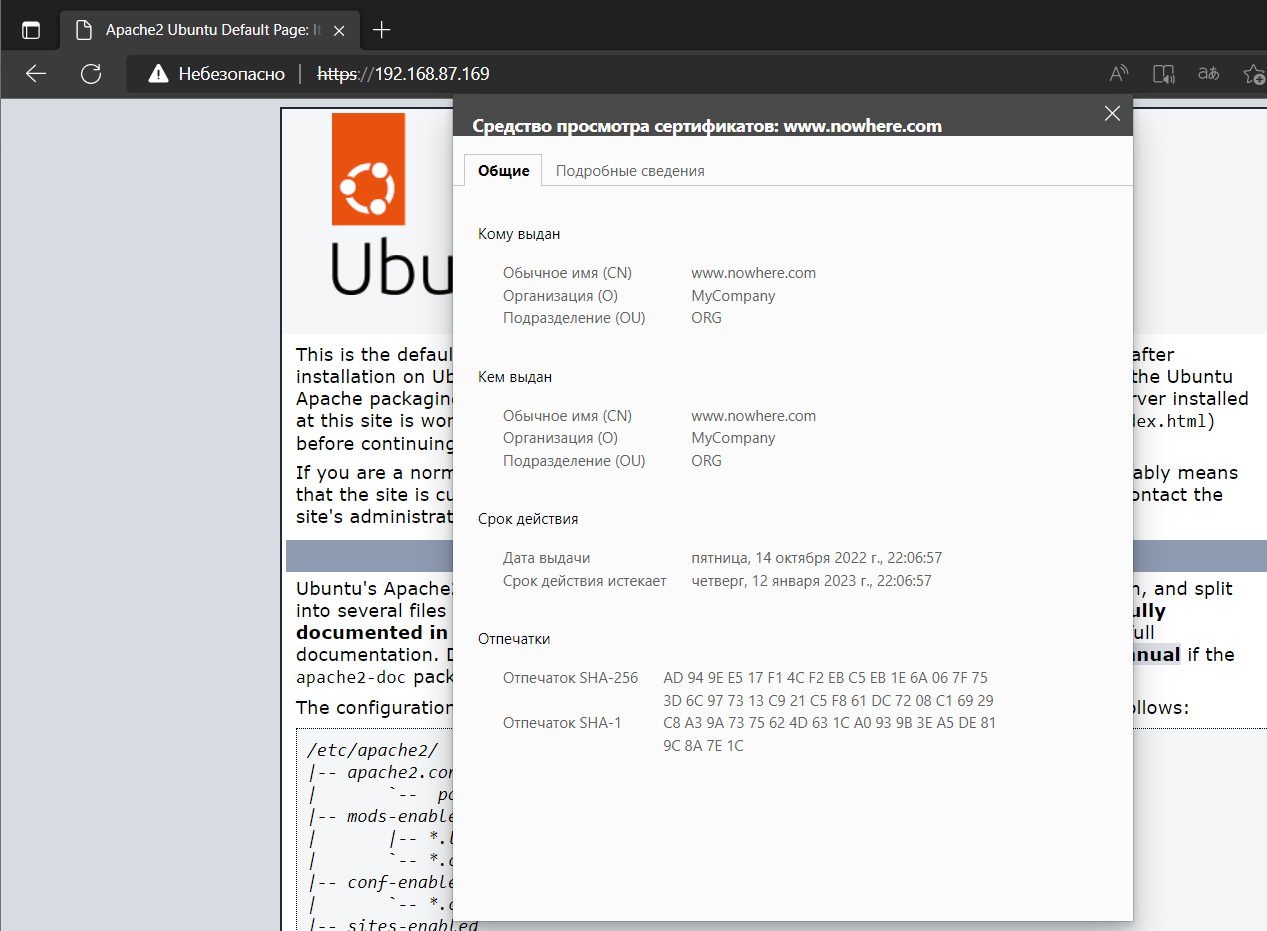 Apache2 Ubuntu Default Page: It
Небезопасно | https://192.168.87.169
Средство просмотра сертификатов: www.nowhere.com
Общие Подробные сведения
Кому выдан
Обычное имя (CN) www.nowhere.com
Организация (O) MyCompany
Подразделение (OU) ORG
Кем выдан
Обычное имя (CN) www.nowhere.com
Организация (O) MyCompany
Подразделение (OU) ORG
Срок действия
Дата выдачи пятница, 14 октября 2022 г., 22:06:57
Срок действия истекает четверг, 12 января 2023 г., 22:06:57
Отпечатки
Отпечаток SHA-256 AD 94 9E E5 17 F1 4C F2 EB C5 EB 1E 6A 06 7F 75
3D 6C 97 73 13 C9 21 C5 F8 61 DC 72 08 C1 69 29
Отпечаток SHA-1 C8 A3 9A 73 75 62 4D 63 1C A0 93 9B 3E A5 DE 81
9C 8A 7E 1C
Ubu
This is the defaul after
installation on Ub the Ubuntu
Apache packaging rver installed
at this site is wor dex.html)
before continuing
If you are a norm ably means
that the site is cu ontact the
site's administrat
Ubuntu's Apache2 n, and split
into several files ully
documented in full
documentation. D anual if the
apache2-doc pack
The configuration ollows:
/etc/apache2/
|-- apache2.con
|       `--  po
|-- mods-enable
|       |-- *.l
|       `-- *.c
|-- conf-enable
|       `-- *.c
|-- sites-enabled